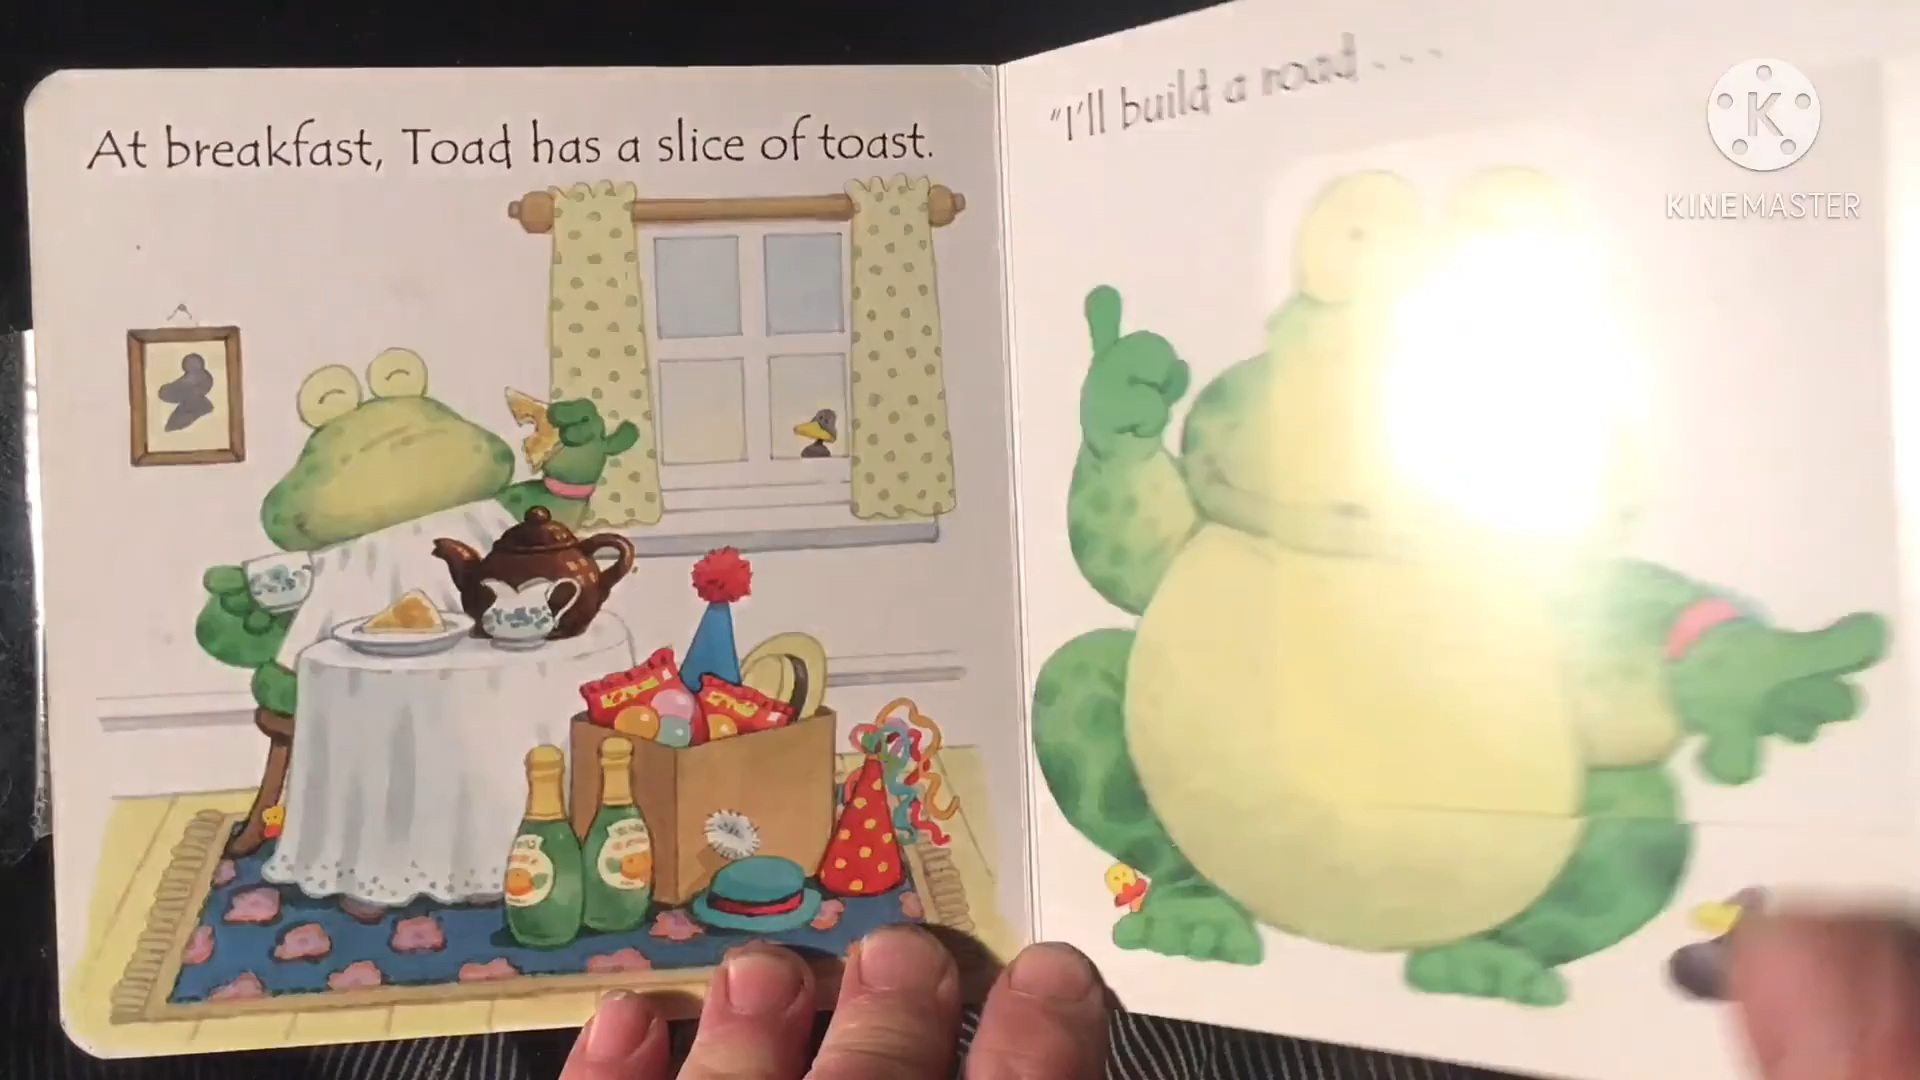 At breakfast, Toad has a slice of toast.
"I'll build a road . . .
KINEMASTER